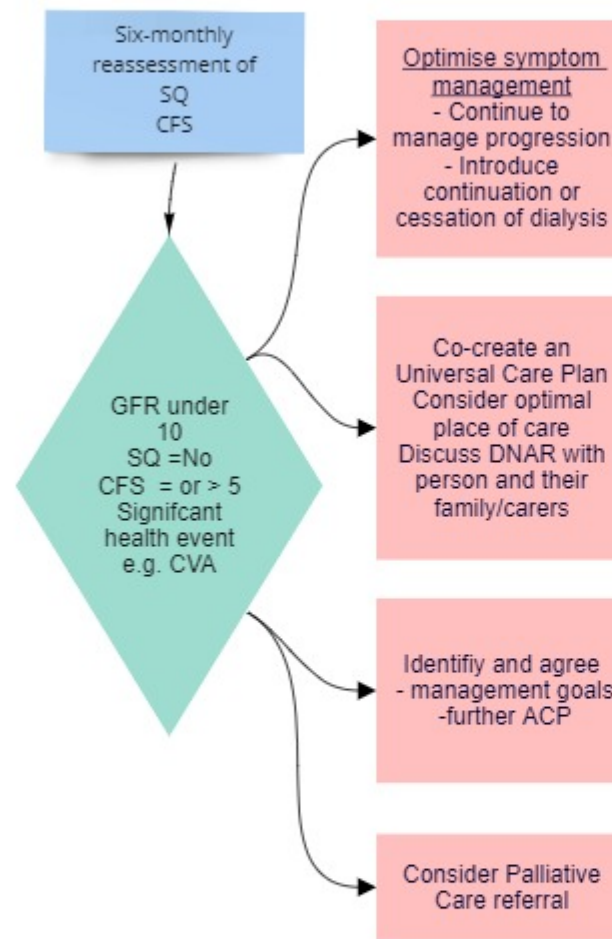 Six-monthly
reassessment of
SQ
CFS
GFR under
10
SQ =No
CFS = or > 5
Signifcant
health event
e.g. CVA
Optimise symptom
management
- Continue to
manage progression
- Introduce
continuation or
cessation of dialysis
Co-create an
Universal Care Plan
Consider optimal
place of care
Discuss DNAR with
person and their
family/carers
Identifiy and agree
- management goals
-further ACP
Consider Palliative
Care referral